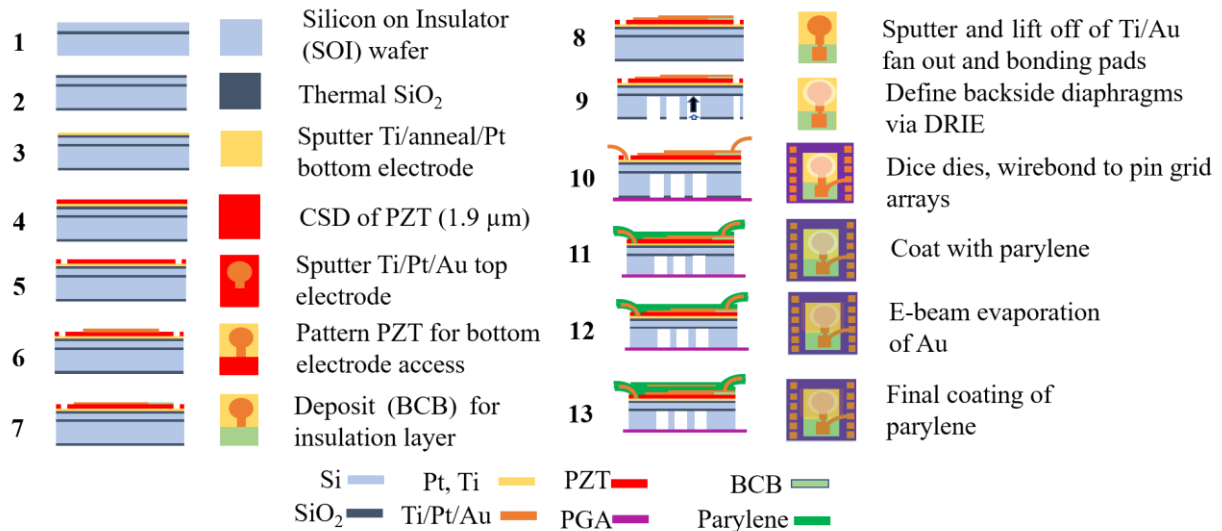 1
Silicon on Insulator
(SOI) wafer
2
Thermal SiO₂
3
Sputter Ti/anneal/Pt
bottom electrode
4
CSD of PZT (1.9 µm)
5
Sputter Ti/Pt/Au top
electrode
6
Pattern PZT for bottom
electrode access
7
Deposit (BCB) for
insulation layer
8
Sputter and lift off of Ti/Au
fan out and bonding pads
9
Define backside diaphragms
via DRIE
10
Dice dies, wirebond to pin grid
arrays
11
Coat with parylene
12
E-beam evaporation
of Au
13
Final coating of
parylene
Si Pt, Ti PZT BCB
SiO₂ Ti/Pt/Au PGA Parylene